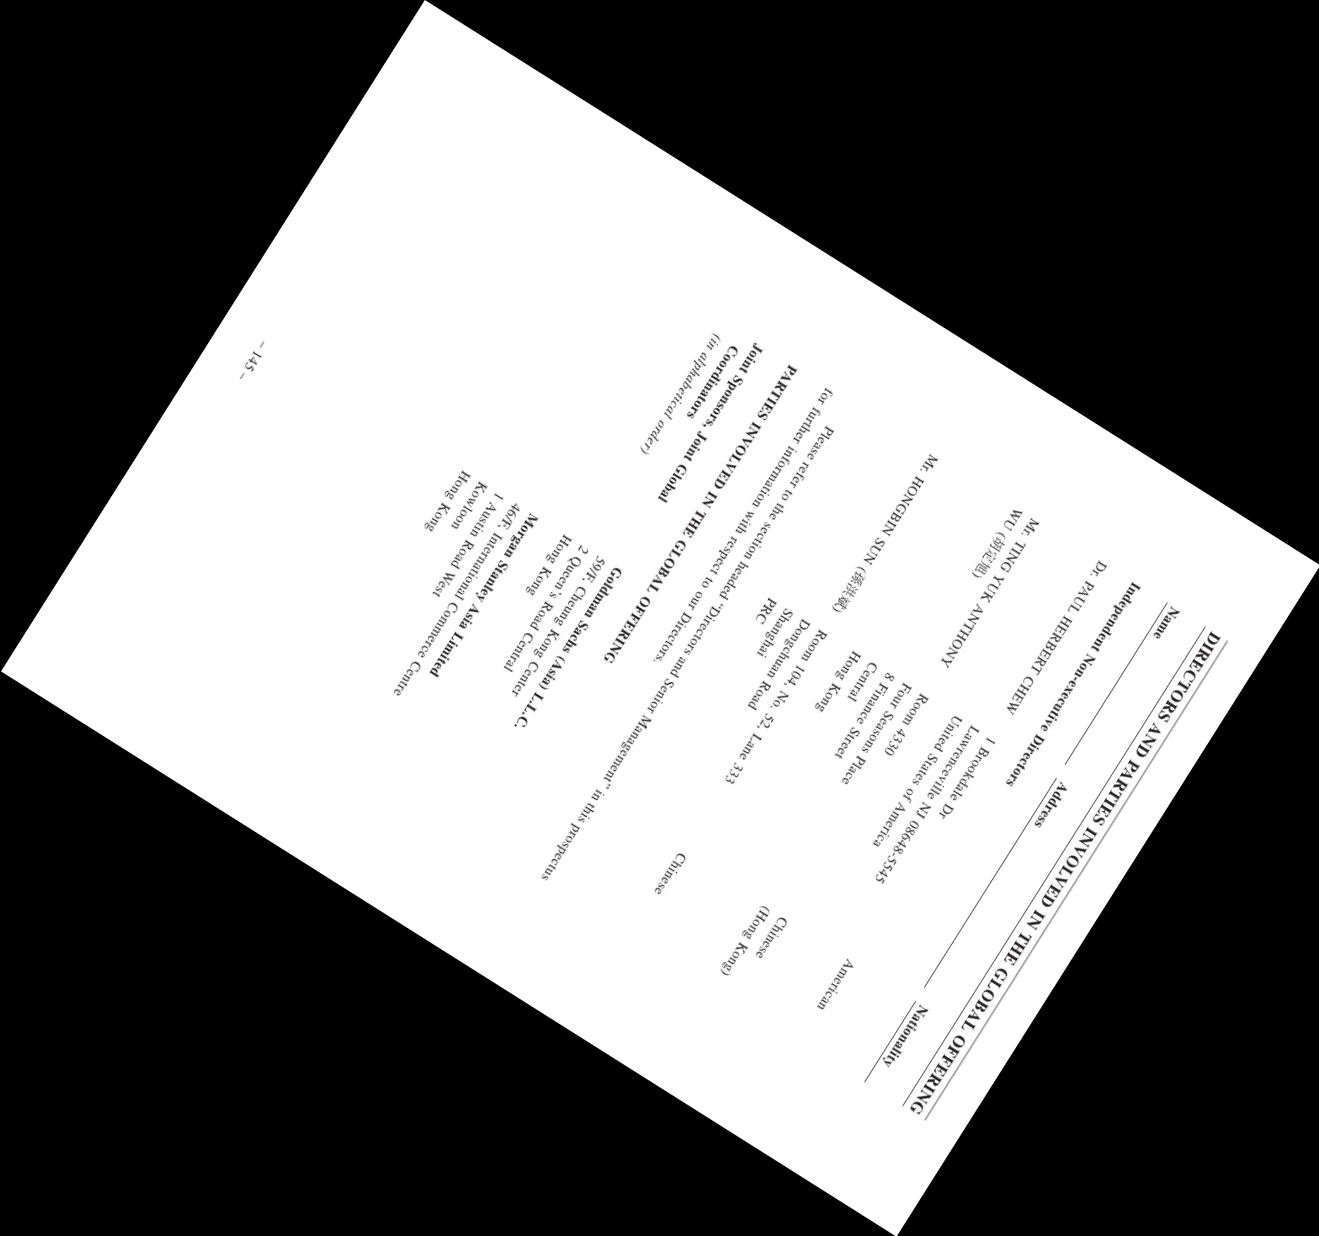 DIRECTORS AND PARTIES INVOLVED IN THE GLOBAL OFFERING
Name Address Nationality
Independent Non-executive Directors
Dr. PAUL HERBERT CHEW 1 Brookdale Dr American
Lawrenceville NJ 08648-5545
United States of America
Mr. TING YUK ANTHONY Room 4330 Chinese
WU (胡定旭) Four Seasons Place (Hong Kong)
8 Finance Street
Central
Hong Kong
Mr. HONGBIN SUN (孫洪斌) Room 104, No. 52, Lane 333 Chinese
Dongchuan Road
Shanghai
PRC
Please refer to the section headed “Directors and Senior Management” in this prospectus
for further information with respect to our Directors.
PARTIES INVOLVED IN THE GLOBAL OFFERING
Joint Sponsors, Joint Global Goldman Sachs (Asia) L.L.C.
Coordinators 59/F, Cheung Kong Center
(in alphabetical order) 2 Queen's Road Central
Hong Kong
Morgan Stanley Asia Limited
46/F, International Commerce Centre
1 Austin Road West
Kowloon
Hong Kong
– 145 –